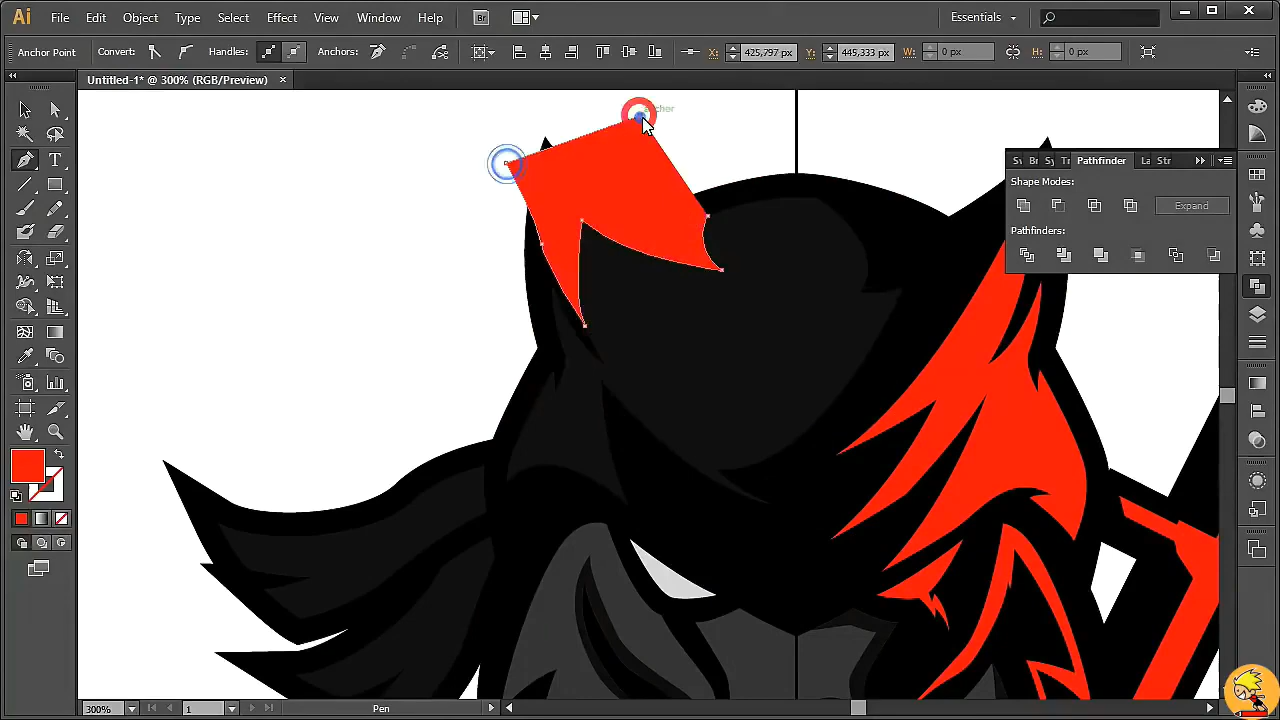 Ai File Edit Object Type Select Effect View Window Help Br Essentials
Anchor Point Convert: Handles: Anchors: X: 425,797 px Y: 445,333 px W: 0 px H: 0 px
Untitled-1* @ 300% (RGB/Preview)
Pathfinder La Str
Shape Modes:
Expand
Pathfinders:
300% 1 Pen